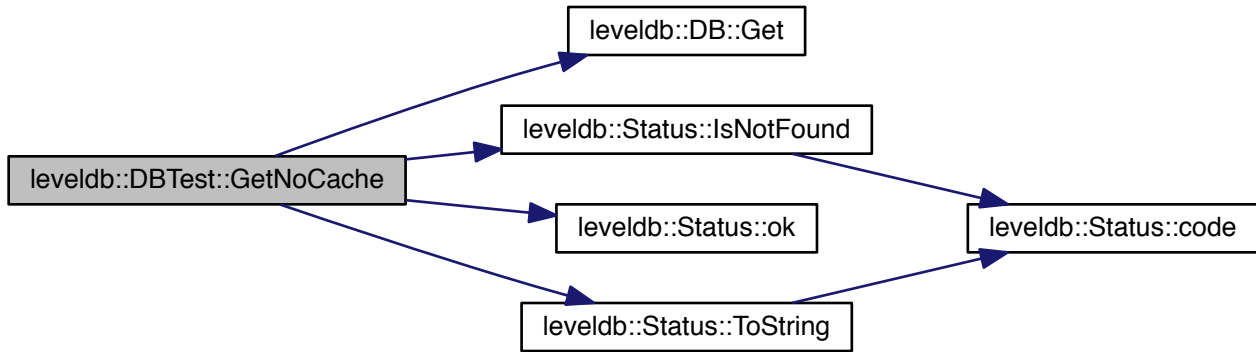 leveldb::DB::Get
leveldb::Status::IsNotFound
leveldb::DBTest::GetNoCache
leveldb::Status::ok
leveldb::Status::code
leveldb::Status::ToString